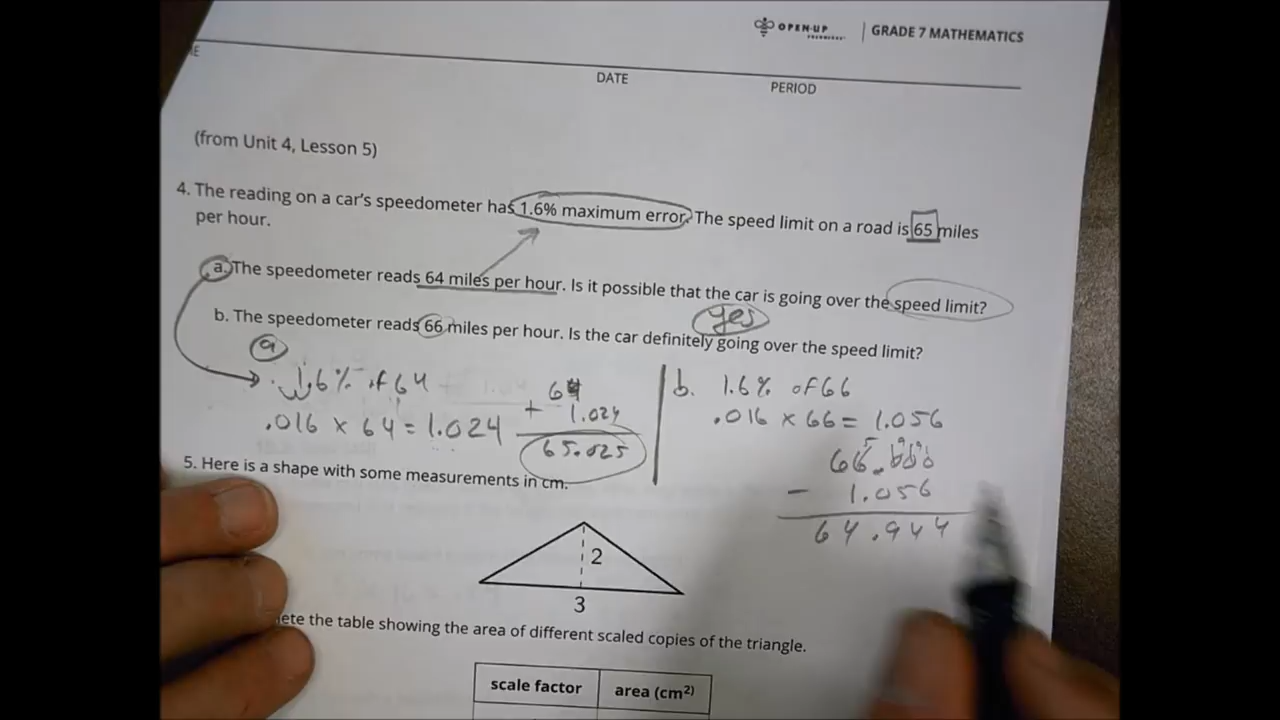 OPEN-UP | GRADE 7 MATHEMATICS
DATE PERIOD
(from Unit 4, Lesson 5)
4. The reading on a car's speedometer has 1.6% maximum error. The speed limit on a road is 65 miles
per hour.
a. The speedometer reads 64 miles per hour. Is it possible that the car is going over the speed limit?
yes
b. The speedometer reads 66 miles per hour. Is the car definitely going over the speed limit?
a
1.6% of 64
.016 x 64 = 1.024
64
+ 1.024
65.025
b. 1.6% of 66
.016 x 66 = 1.056
66.000
- 1.056
64.944
5. Here is a shape with some measurements in cm.
2
3
the table showing the area of different scaled copies of the triangle.
scale factor area (cm²)